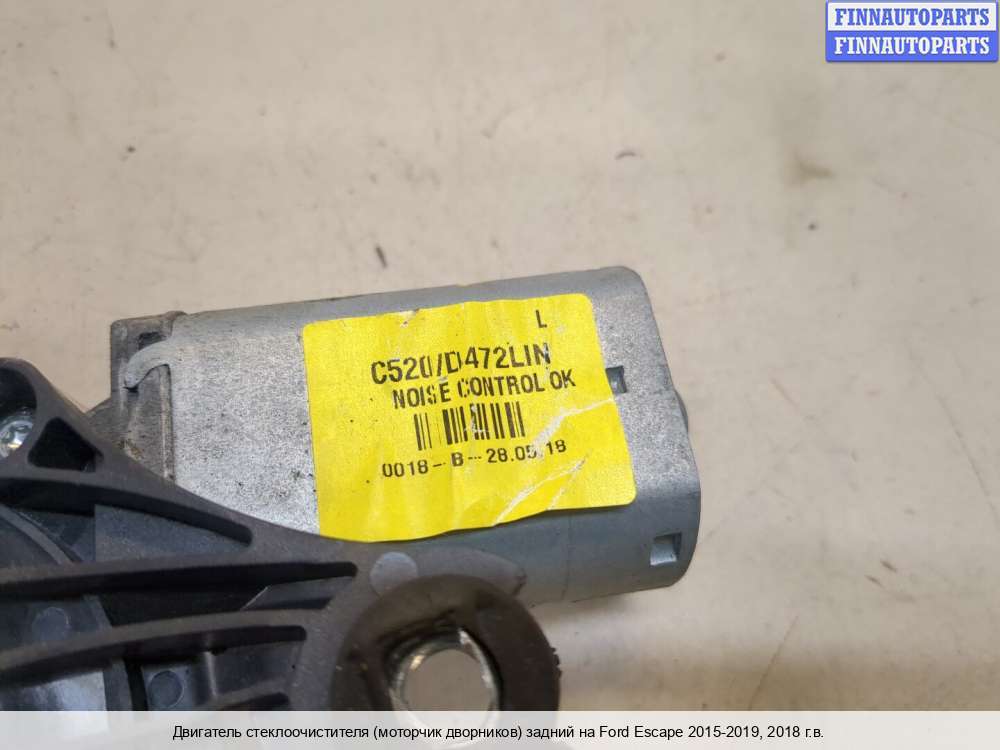 FINNAUTOPARTS
FINNAUTOPARTS
L
C520/D472LIN
NOISE CONTROL OK
0018-B-28.05.18
Двигатель стеклоочистителя (моторчик дворников) задний на Ford Escape 2015-2019, 2018 г.в.